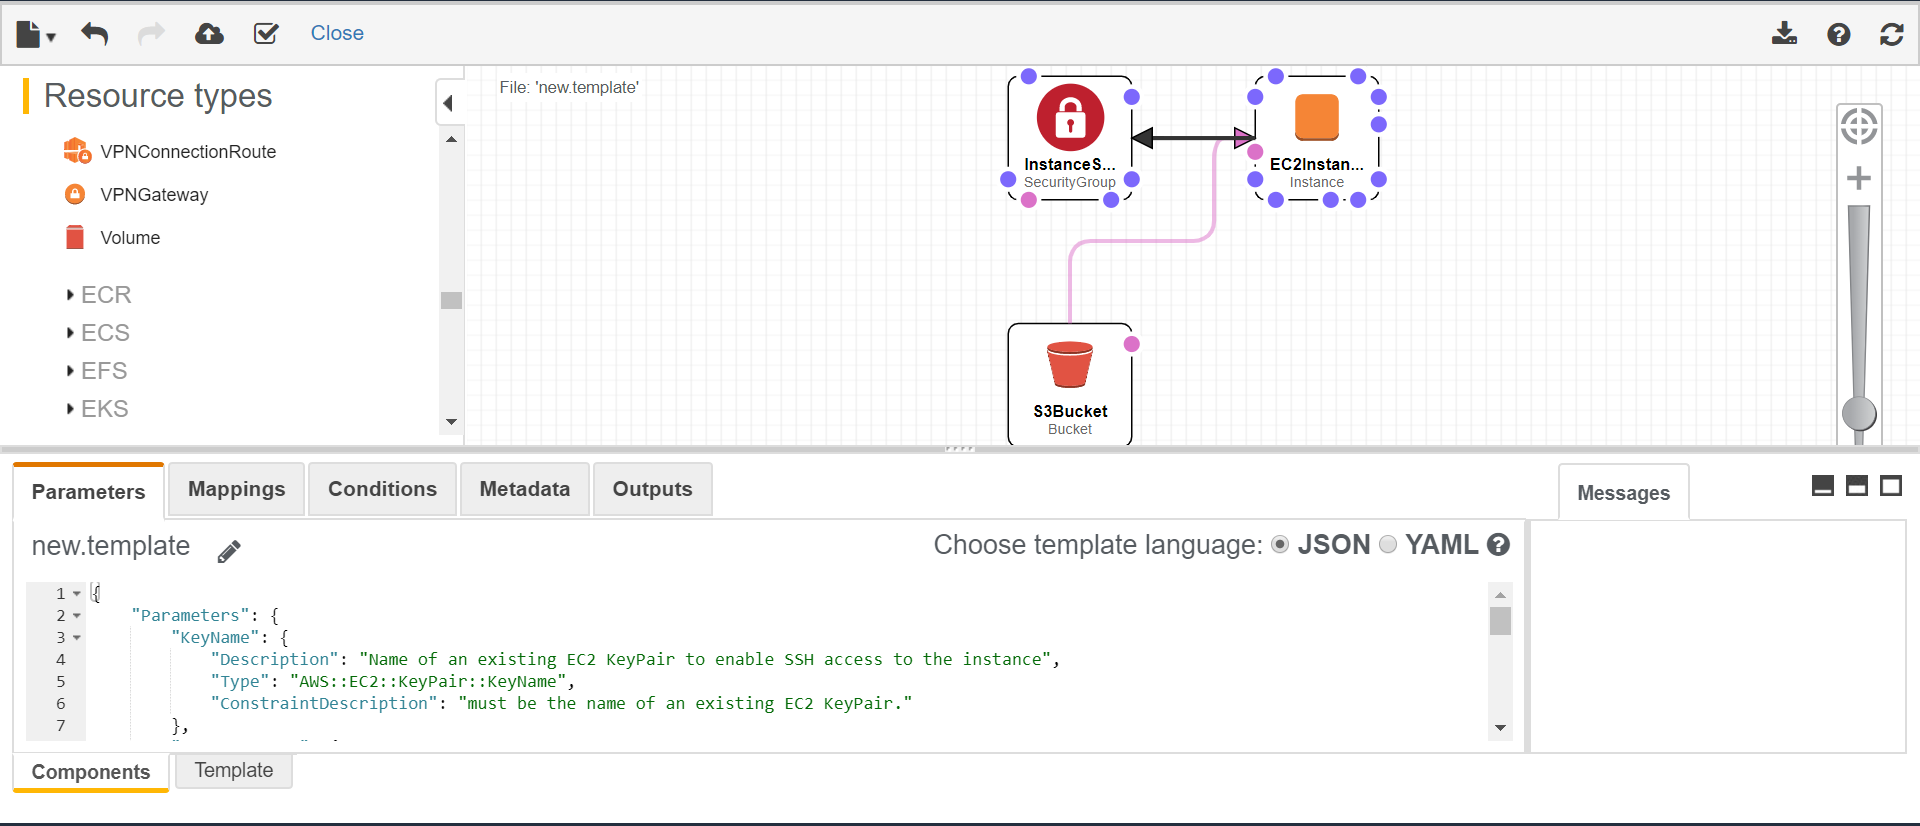 Close
Resource types
VPNConnectionRoute
VPNGateway
Volume
ECR
ECS
EFS
EKS
File: 'new.template'
InstanceS...
SecurityGroup
EC2Instan...
Instance
S3Bucket
Bucket
Parameters
Mappings
Conditions
Metadata
Outputs
Messages
new.template
Choose template language: JSON YAML
1 {
2 "Parameters": {
3 "KeyName": {
4 "Description": "Name of an existing EC2 KeyPair to enable SSH access to the instance",
5 "Type": "AWS::EC2::KeyPair::KeyName",
6 "ConstraintDescription": "must be the name of an existing EC2 KeyPair."
7 },
Components
Template